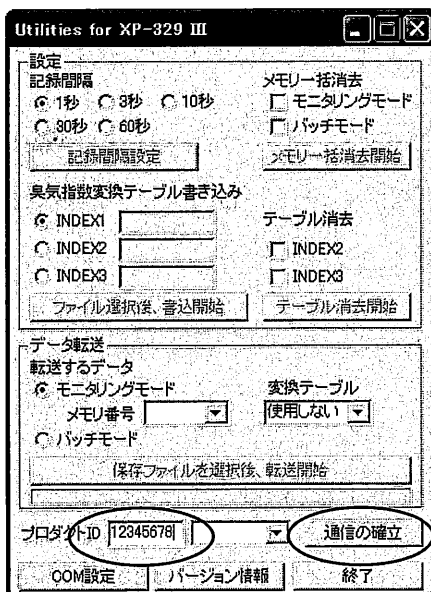 Utilities for XP-329 Ⅲ
設定
記録間隔
1秒 3秒 10秒
30秒 60秒
記録間隔設定
メモリー括消去
モニタリングモード
バッチモード
メモリー括消去開始
臭気指数変換テーブル書き込み
INDEX1
INDEX2
INDEX3
ファイル選択後、書込開始
テーブル消去
INDEX2
INDEX3
テーブル消去開始
データ転送
転送するデータ
モニタリングモード
メモリ番号
バッチモード
変換テーブル
使用しない
保存ファイルを選択後、転送開始
プロダクトID 12345678 通信の確立
COM設定 バージョン情報 終了